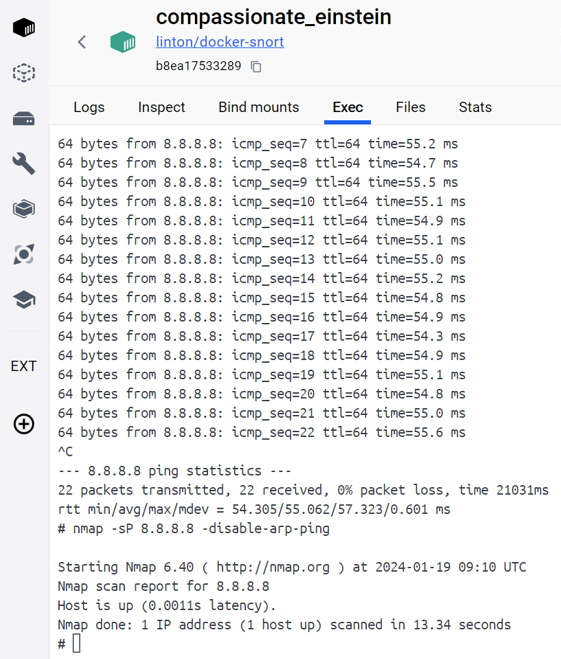 compassionate_einstein
linton/docker-snort
b8ea17533289
Logs Inspect Bind mounts Exec Files Stats
64 bytes from 8.8.8.8: icmp_seq=7 ttl=64 time=55.2 ms
64 bytes from 8.8.8.8: icmp_seq=8 ttl=64 time=54.7 ms
64 bytes from 8.8.8.8: icmp_seq=9 ttl=64 time=55.5 ms
64 bytes from 8.8.8.8: icmp_seq=10 ttl=64 time=55.1 ms
64 bytes from 8.8.8.8: icmp_seq=11 ttl=64 time=54.9 ms
64 bytes from 8.8.8.8: icmp_seq=12 ttl=64 time=55.1 ms
64 bytes from 8.8.8.8: icmp_seq=13 ttl=64 time=55.0 ms
64 bytes from 8.8.8.8: icmp_seq=14 ttl=64 time=55.2 ms
64 bytes from 8.8.8.8: icmp_seq=15 ttl=64 time=54.8 ms
64 bytes from 8.8.8.8: icmp_seq=16 ttl=64 time=54.9 ms
64 bytes from 8.8.8.8: icmp_seq=17 ttl=64 time=54.3 ms
64 bytes from 8.8.8.8: icmp_seq=18 ttl=64 time=54.9 ms
64 bytes from 8.8.8.8: icmp_seq=19 ttl=64 time=55.1 ms
64 bytes from 8.8.8.8: icmp_seq=20 ttl=64 time=54.8 ms
64 bytes from 8.8.8.8: icmp_seq=21 ttl=64 time=55.0 ms
64 bytes from 8.8.8.8: icmp_seq=22 ttl=64 time=55.6 ms
^C
--- 8.8.8.8 ping statistics ---
22 packets transmitted, 22 received, 0% packet loss, time 21031ms
rtt min/avg/max/mdev = 54.305/55.062/57.323/0.601 ms
# nmap -sP 8.8.8.8 -disable-arp-ping
Starting Nmap 6.40 ( http://nmap.org ) at 2024-01-19 09:10 UTC
Nmap scan report for 8.8.8.8
Host is up (0.0011s latency).
Nmap done: 1 IP address (1 host up) scanned in 13.34 seconds
#
EXT